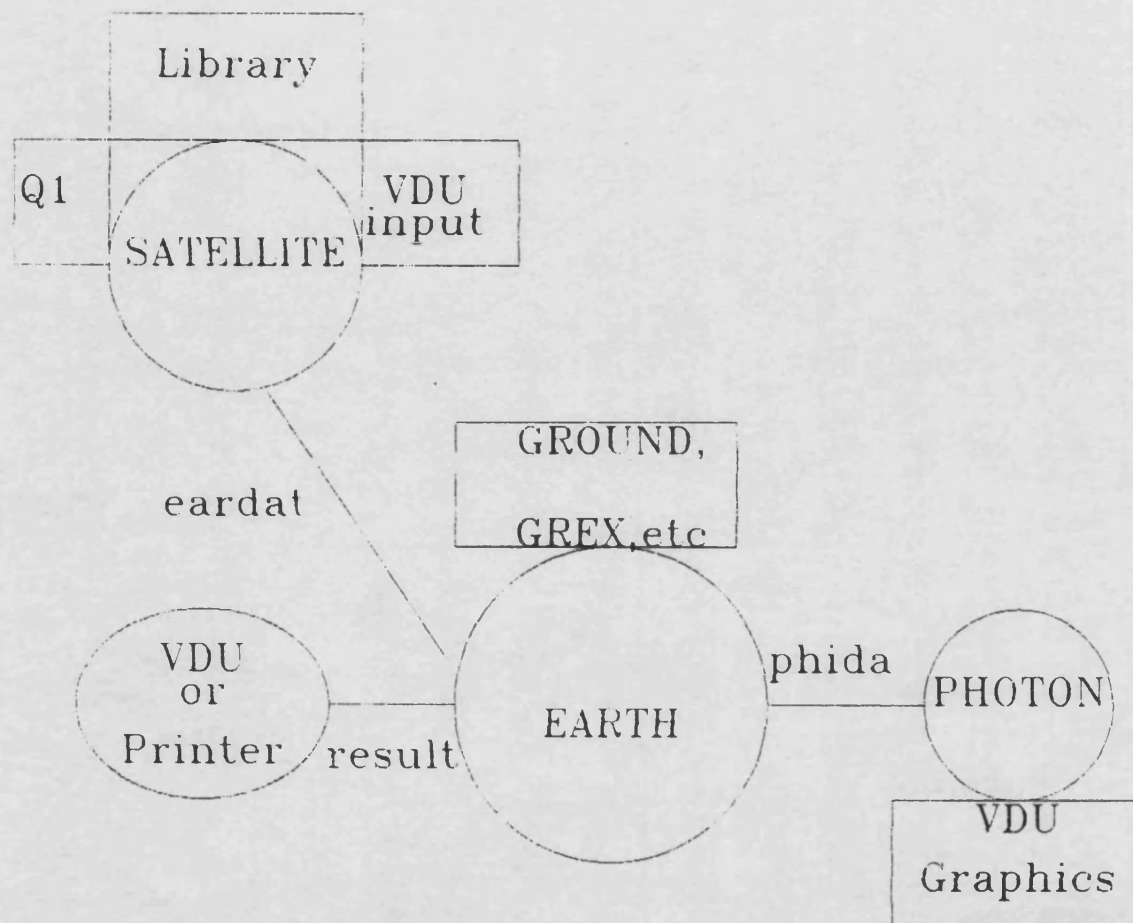 Library
Q1
VDU
input
SATELLITE
GROUND,
GREX,etc
eardat
VDU
or
Printer
result
EARTH
phida
PHOTON
VDU
Graphics